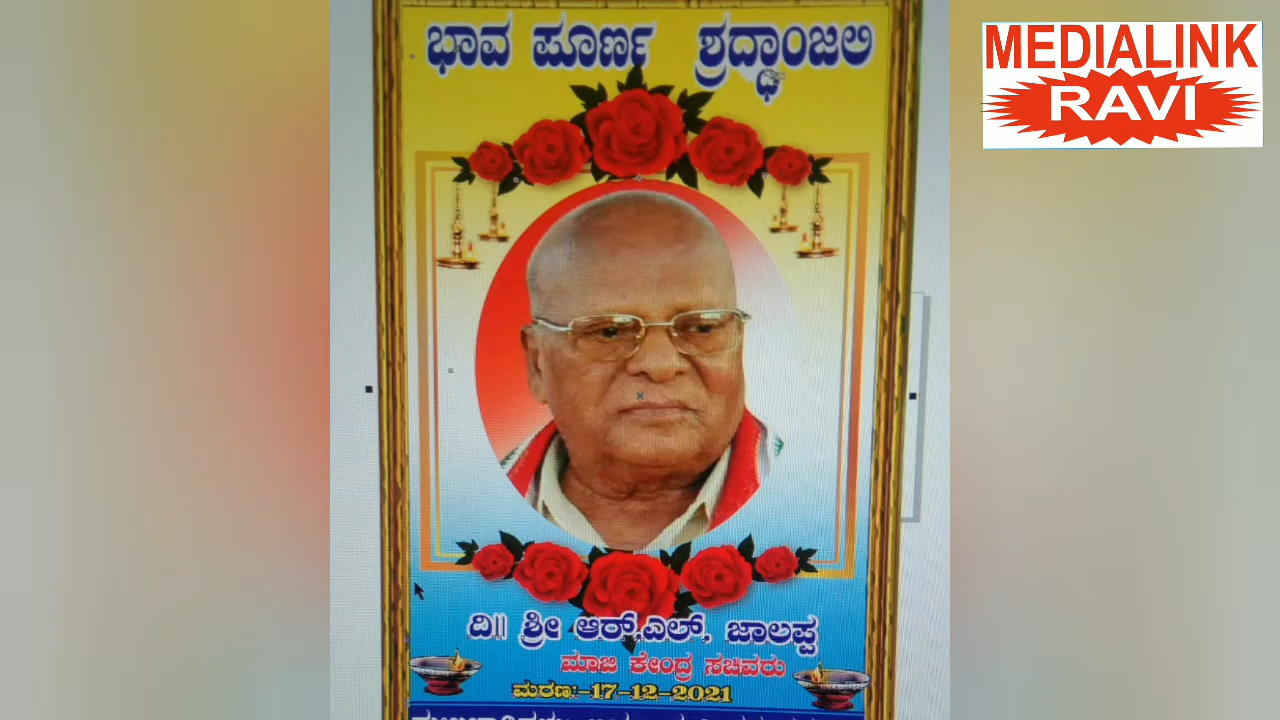 ಭಾವ ಪೂರ್ಣ ಶ್ರದ್ಧಾಂಜಲಿ
MEDIALINK
RAVI
ದಿ|| ಶ್ರೀ ಆರ್.ಎಲ್. ಜಾಲಪ್ಪ
ಮಾಜಿ ಕೇಂದ್ರ ಸಚಿವರು
ಮರಣ:-17-12-2021